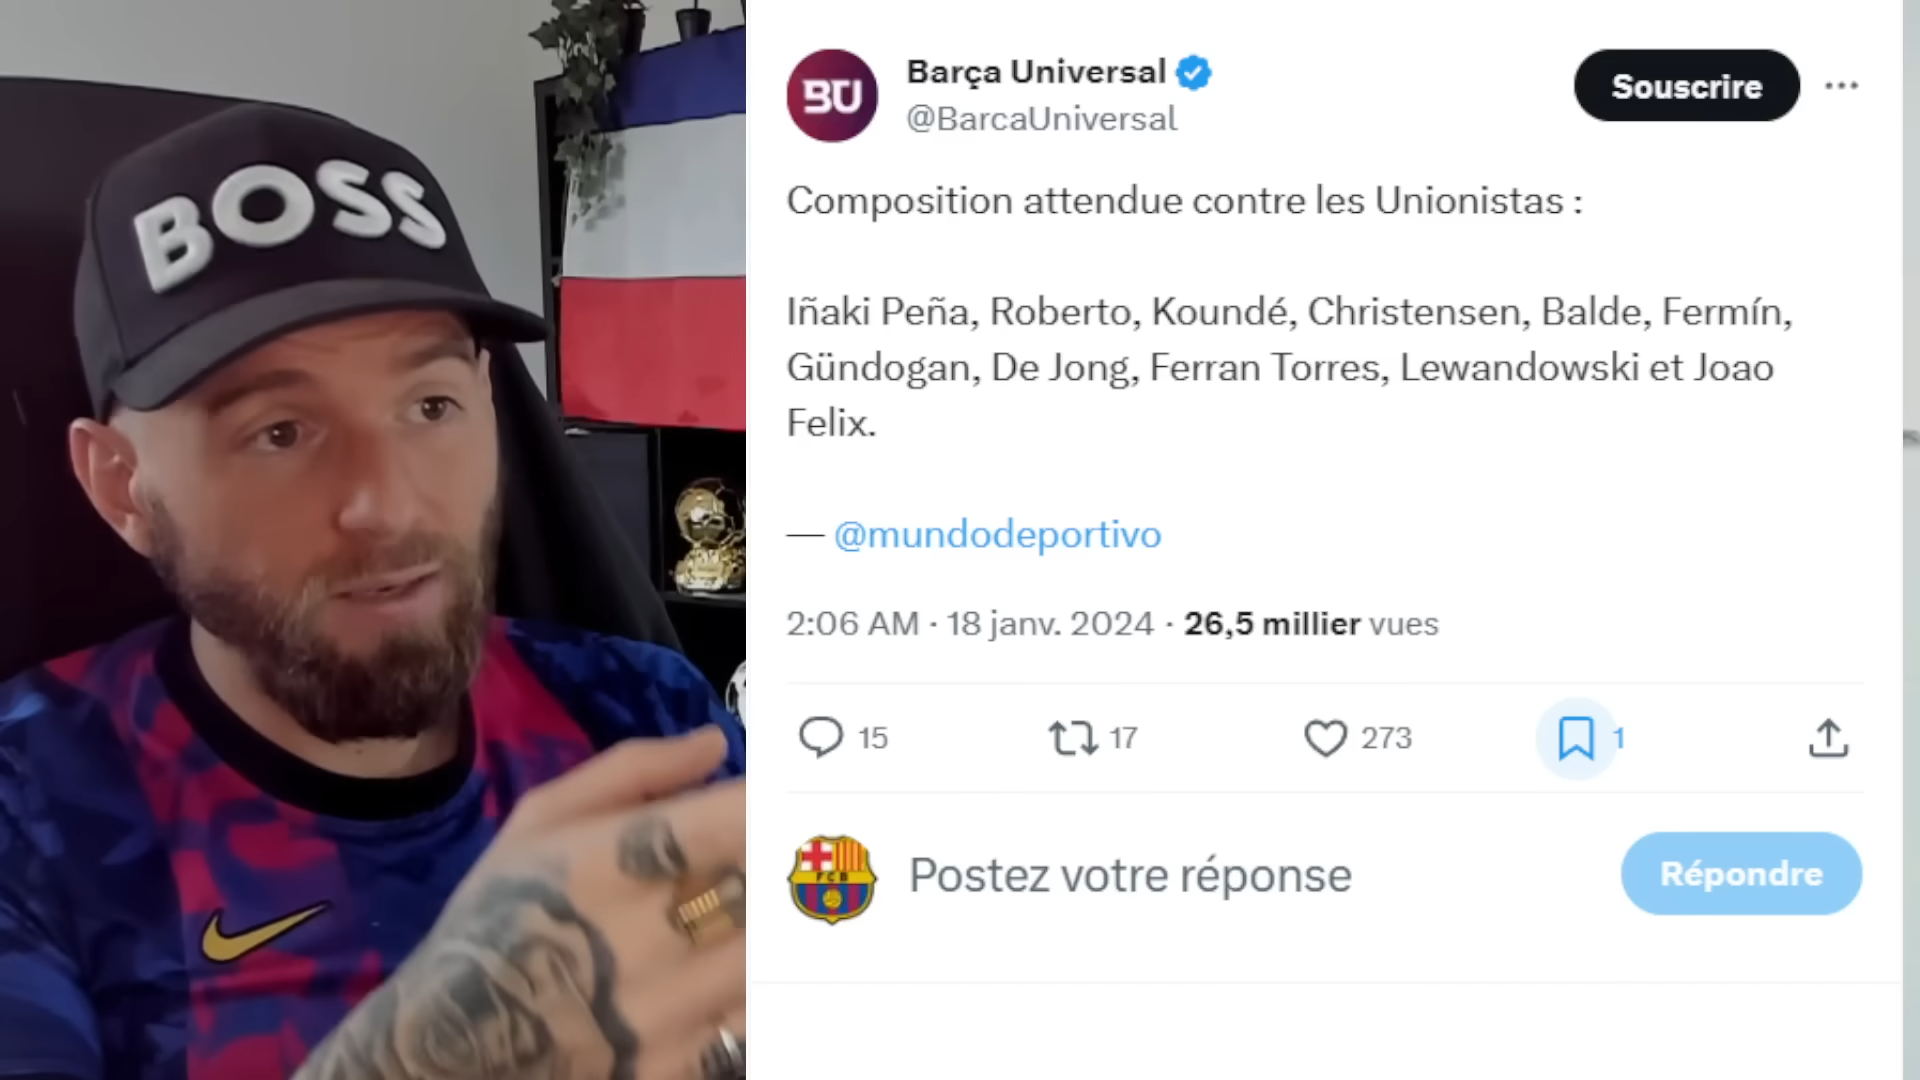 BOSS
BU
Barça Universal
@BarcaUniversal
Souscrire
Composition attendue contre les Unionistas :
Iñaki Peña, Roberto, Koundé, Christensen, Balde, Fermín,
Gündogan, De Jong, Ferran Torres, Lewandowski et Joao
Felix.
— @mundodeportivo
2:06 AM · 18 janv. 2024 · 26,5 millier vues
15 17 273 1
FCB
Postez votre réponse
Répondre